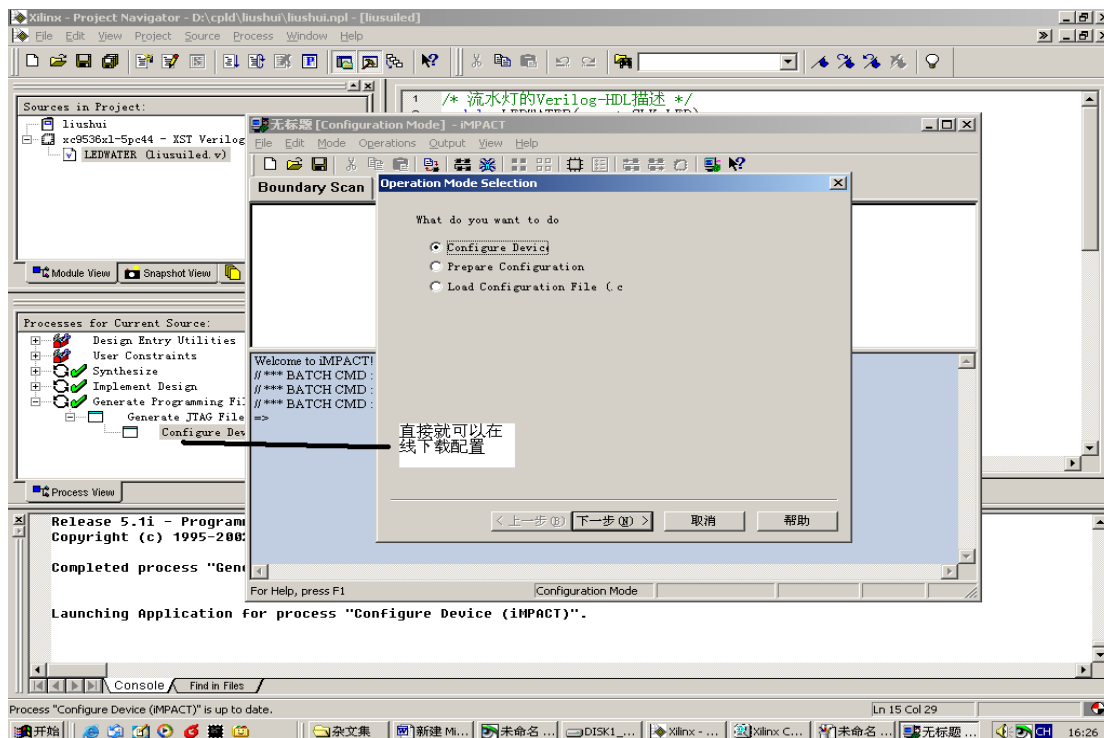 Xilinx - Project Navigator - D:\cpld\liushui\liushui.npl - [liusuiled]
File Edit View Project Source Process Window Help
Sources in Project:
liushui
xc9536xl-5pc44 - XST Verilog
LEDWATER (liusuiled.v)
Module View
Snapshot View
1 /* 流水灯的Verilog-HDL描述 */
无标题 [Configuration Mode] - iMPACT
File Edit Mode Operations Output View Help
Boundary Scan
Operation Mode Selection
What do you want to do
Configure Device
Prepare Configuration
Load Configuration File (.c
Processes for Current Source:
Design Entry Utilities
User Constraints
Synthesize
Implement Design
Generate Programming Fi
Generate JTAG File
Configure Dev
Process View
Welcome to iMPACT!
// *** BATCH CMD :
// *** BATCH CMD :
// *** BATCH CMD :
=>
直接就可以在
线下载配置
< 上一步(B) 下一步(N) > 取消 帮助
For Help, press F1
Configuration Mode
Release 5.1i - Program
Copyright (c) 1995-200
Completed process "Gen
Launching Application for process "Configure Device (iMPACT)".
Console
Find in Files
Process "Configure Device (iMPACT)" is up to date.
Ln 15 Col 29
开始 杂文集 新建 Mi... 未命名 ... DISK1_... Xilinx - ... Xilinx C... 未命名 ... 无标题 ... CH 16:26